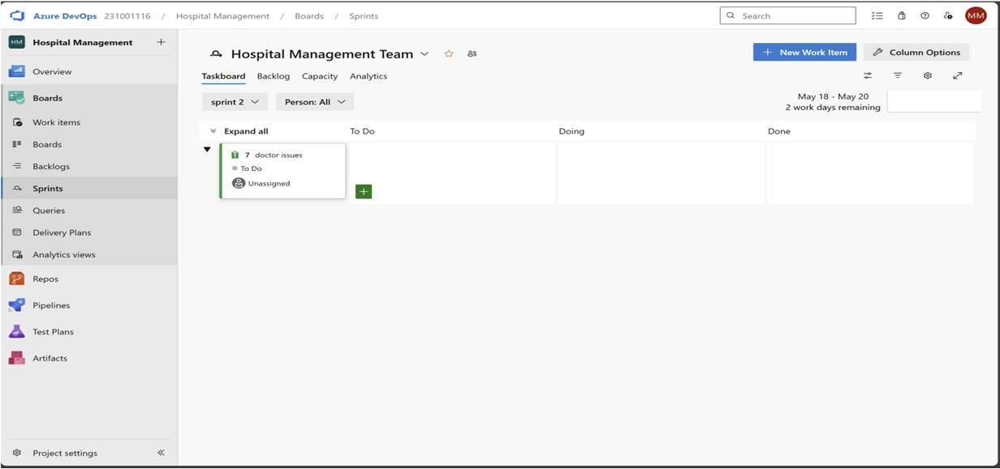 Azure DevOps 231001116 / Hospital Management / Boards / Sprints
Search
MM
HM Hospital Management
Overview
Boards
Work items
Boards
Backlogs
Sprints
Queries
Delivery Plans
Analytics views
Repos
Pipelines
Test Plans
Artifacts
Project settings
Hospital Management Team
New Work Item
Column Options
Taskboard Backlog Capacity Analytics
sprint 2
Person: All
May 18 - May 20
2 work days remaining
Expand all To Do Doing Done
7 doctor issues
To Do
Unassigned